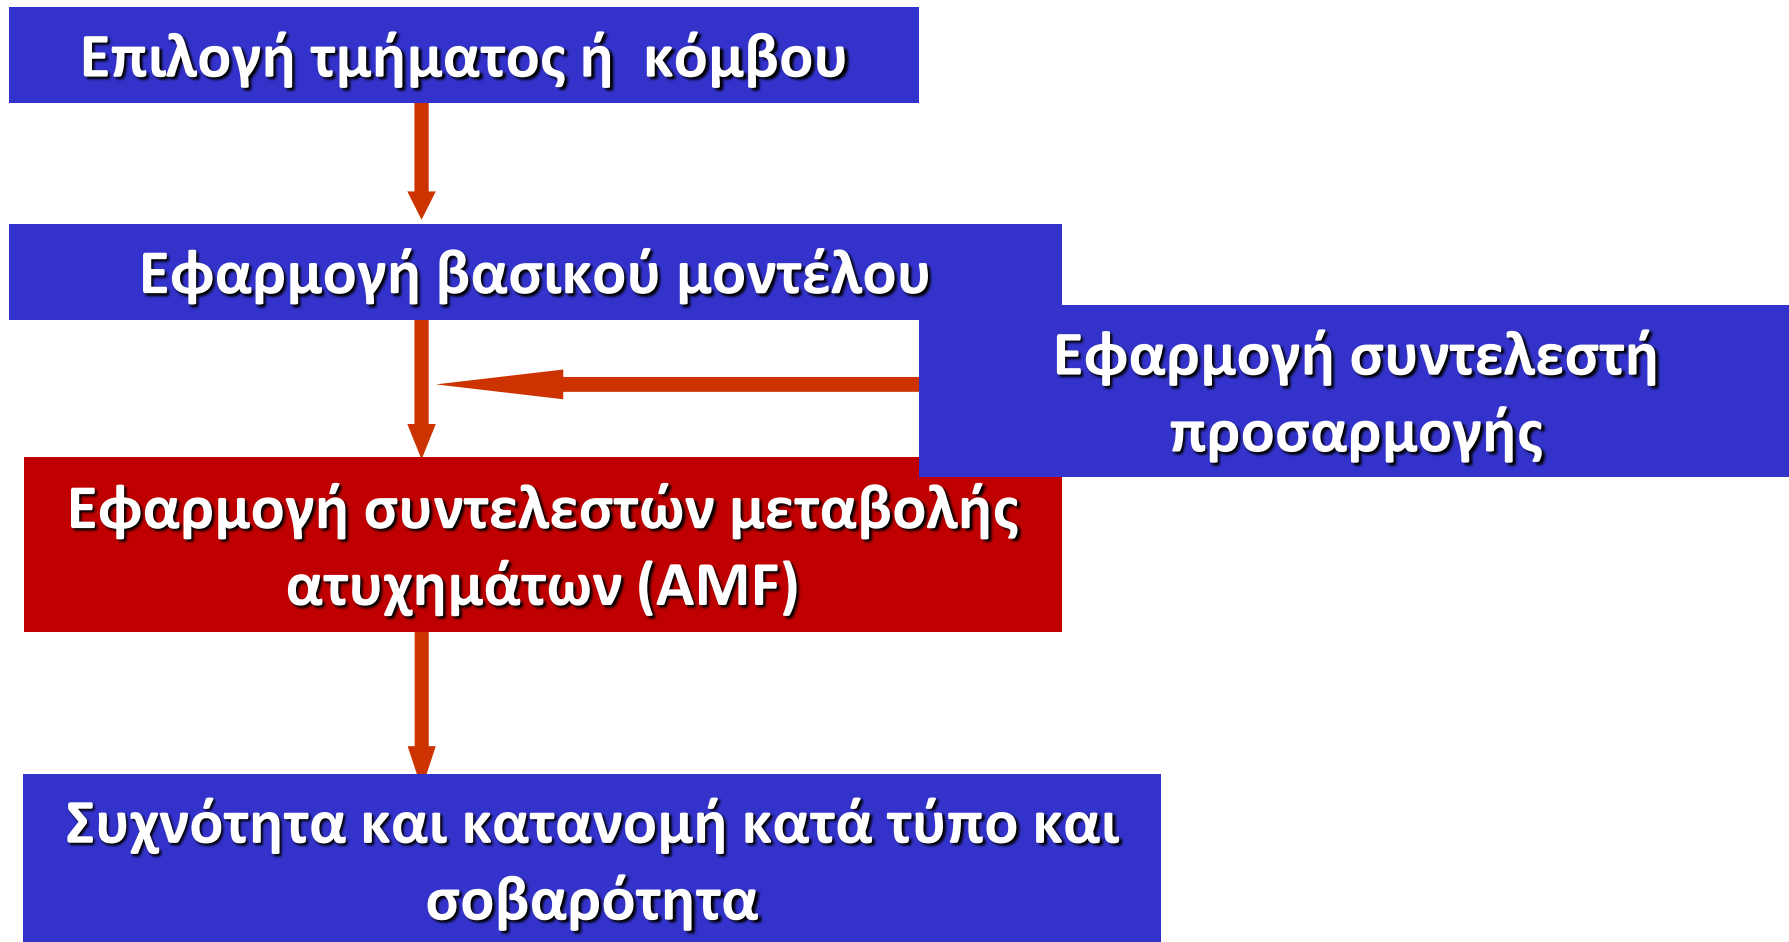 Επιλογή τμήματος ή κόμβου
Εφαρμογή βασικού μοντέλου
Εφαρμογή συντελεστή
προσαρμογής
Εφαρμογή συντελεστών μεταβολής
ατυχημάτων (AMF)
Συχνότητα και κατανομή κατά τύπο και
σοβαρότητα